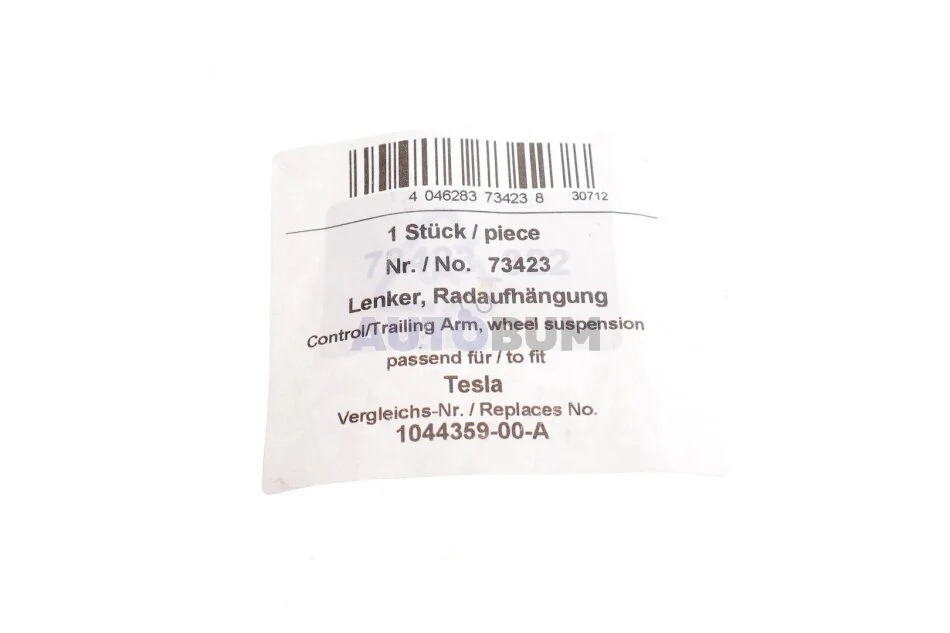 4 046283 73423 8 30712
1 Stück / piece
Nr. / No. 73423
Lenker, Radaufhängung
Control/Trailing Arm, wheel suspension
AUTOBUM
passend für / to fit
Tesla
Vergleichs-Nr. / Replaces No.
1044359-00-A